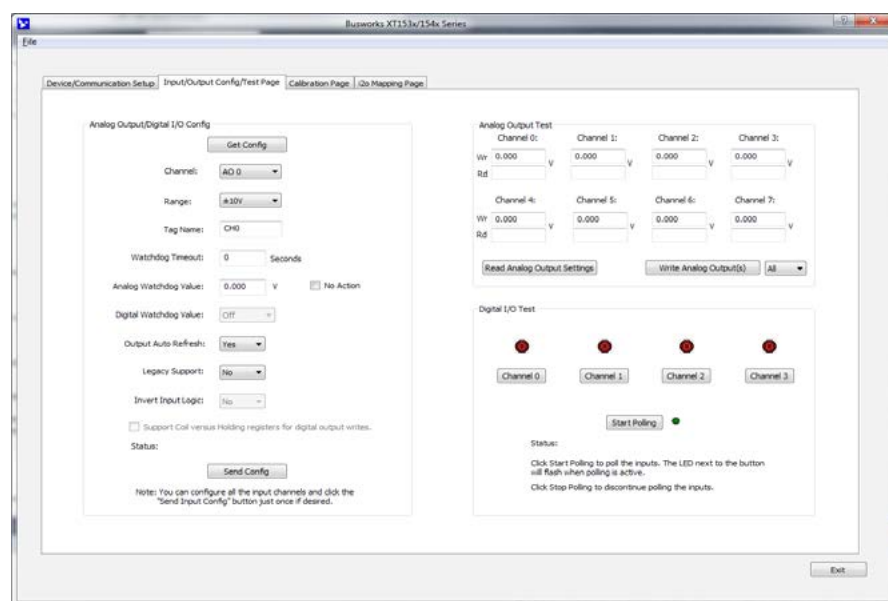 Busworks XT153x/154x Series
File
Device/Communication Setup
Input/Output Config/Test Page
Calibration Page
i2o Mapping Page
Analog Output/Digital I/O Config
Get Config
Channel: AO 0
Range: ±10V
Tag Name: CH0
Watchdog Timeout: 0 Seconds
Analog Watchdog Value: 0.000 V No Action
Digital Watchdog Value: Off
Output Auto Refresh: Yes
Legacy Support: No
Invert Input Logic: No
Support Coil versus Holding registers for digital output writes.
Status:
Send Config
Note: You can configure all the input channels and click the
"Send Input Config" button just once if desired.
Analog Output Test
Channel 0: Channel 1: Channel 2: Channel 3:
Wr 0.000 V 0.000 V 0.000 V 0.000 V
Rd
Channel 4: Channel 5: Channel 6: Channel 7:
Wr 0.000 V 0.000 V 0.000 V 0.000 V
Rd
Read Analog Output Settings Write Analog Output(s) All
Digital I/O Test
Channel 0 Channel 1 Channel 2 Channel 3
Start Polling
Status:
Click Start Polling to poll the inputs. The LED next to the button
will flash when polling is active.
Click Stop Polling to discontinue polling the inputs.
Exit